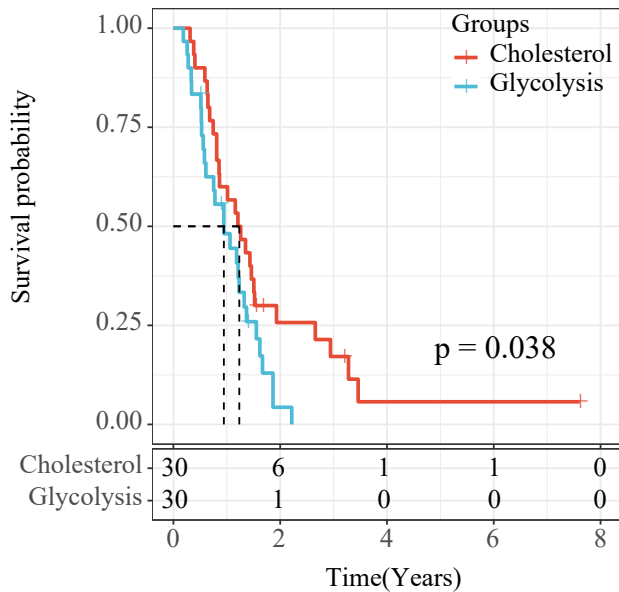 Groups
Cholesterol
Glycolysis
Survival probability
1.00
0.75
0.50
0.25
0.00
p = 0.038
Cholesterol 30 6 1 1 0
Glycolysis 30 1 0 0 0
0 2 4 6 8
Time(Years)